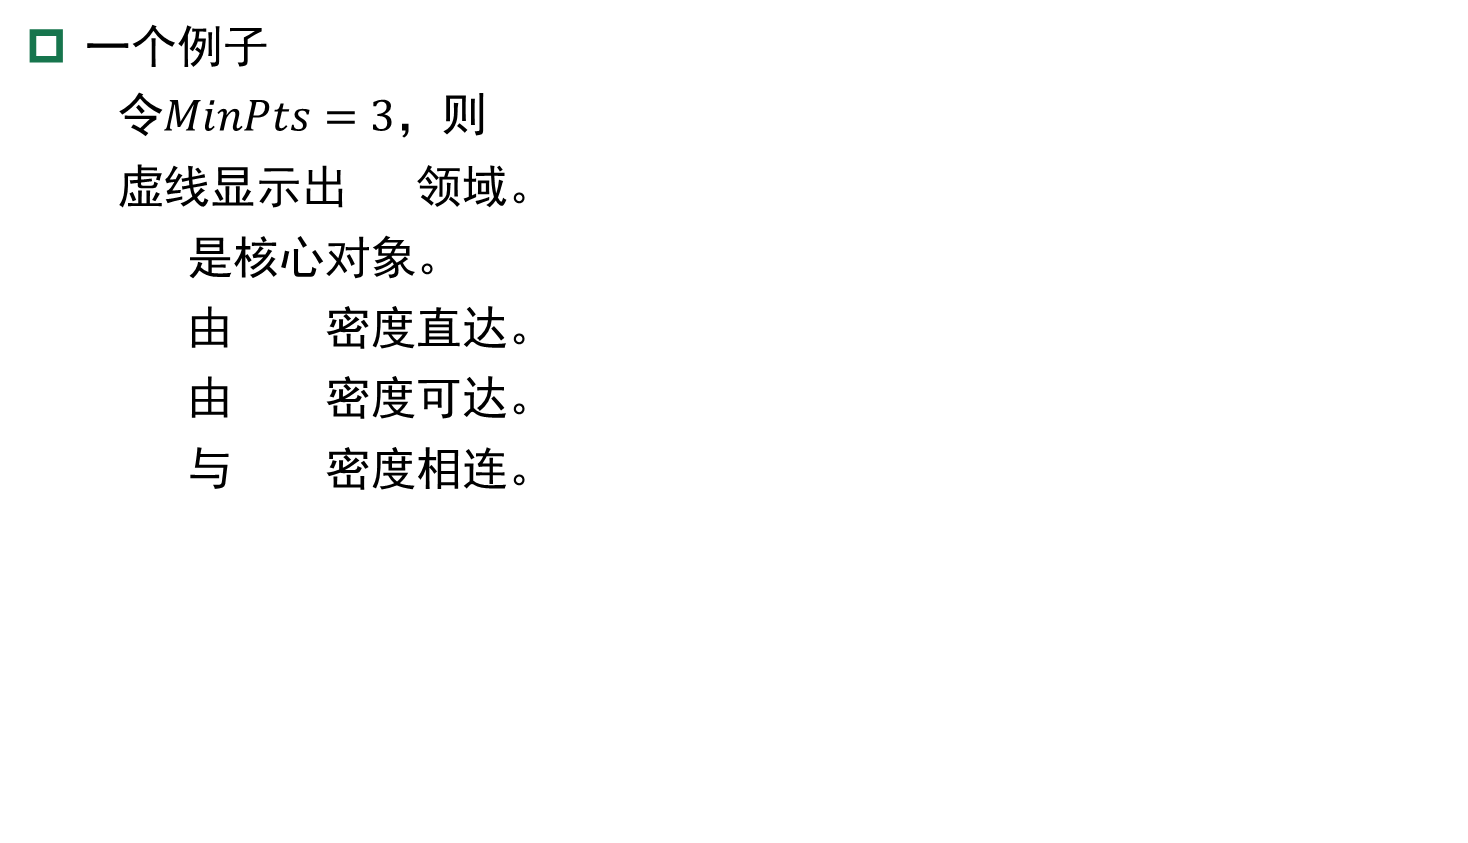 一个例子
令MinPts = 3，则
虚线显示出 领域。
是核心对象。
由 密度直达。
由 密度可达。
与 密度相连。